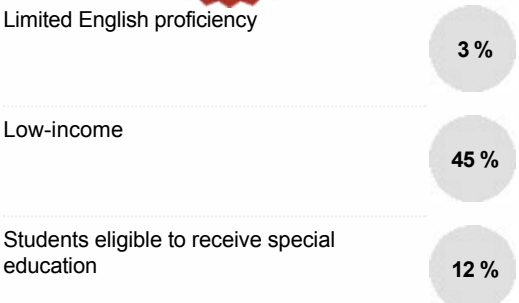 Limited English proficiency
3 %
Low-income
45 %
Students eligible to receive special
education
12 %